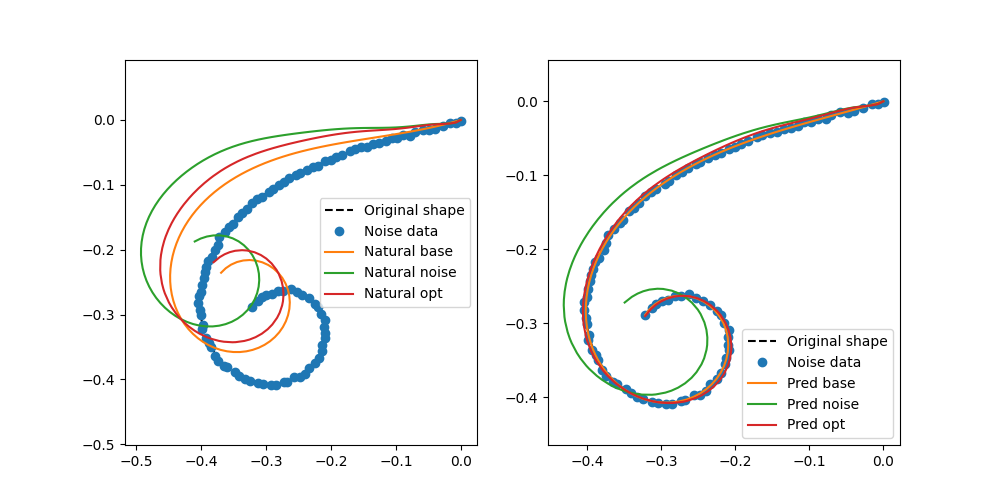 0.0
−0.1
−0.2
−0.3
−0.4
−0.5
−0.5 −0.4 −0.3 −0.2 −0.1 0.0
Original shape
Noise data
Natural base
Natural noise
Natural opt
0.0
−0.1
−0.2
−0.3
−0.4
−0.4 −0.3 −0.2 −0.1 0.0
Original shape
Noise data
Pred base
Pred noise
Pred opt